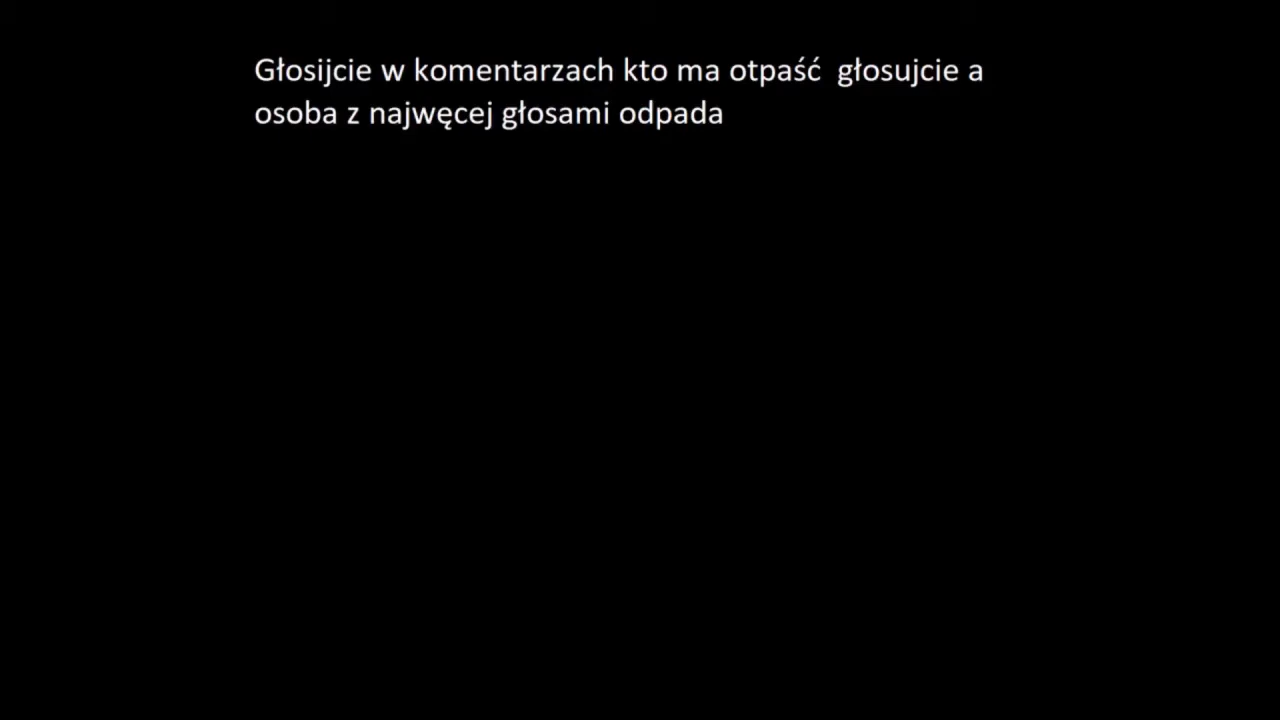 Głosijcie w komentarzach kto ma otpaść  głosujcie a
osoba z najwęcej głosami odpada